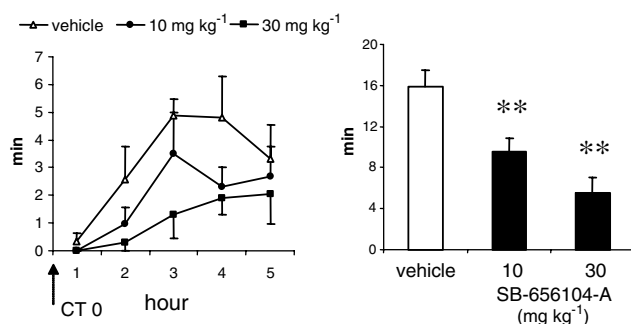 vehicle 10 mg kg⁻¹ 30 mg kg⁻¹
7
6
5
4
3
2
1
0
min
1 2 3 4 5
CT 0
hour
20
16
12
8
4
0
min
**
**
vehicle 10 30
SB-656104-A
(mg kg⁻¹)